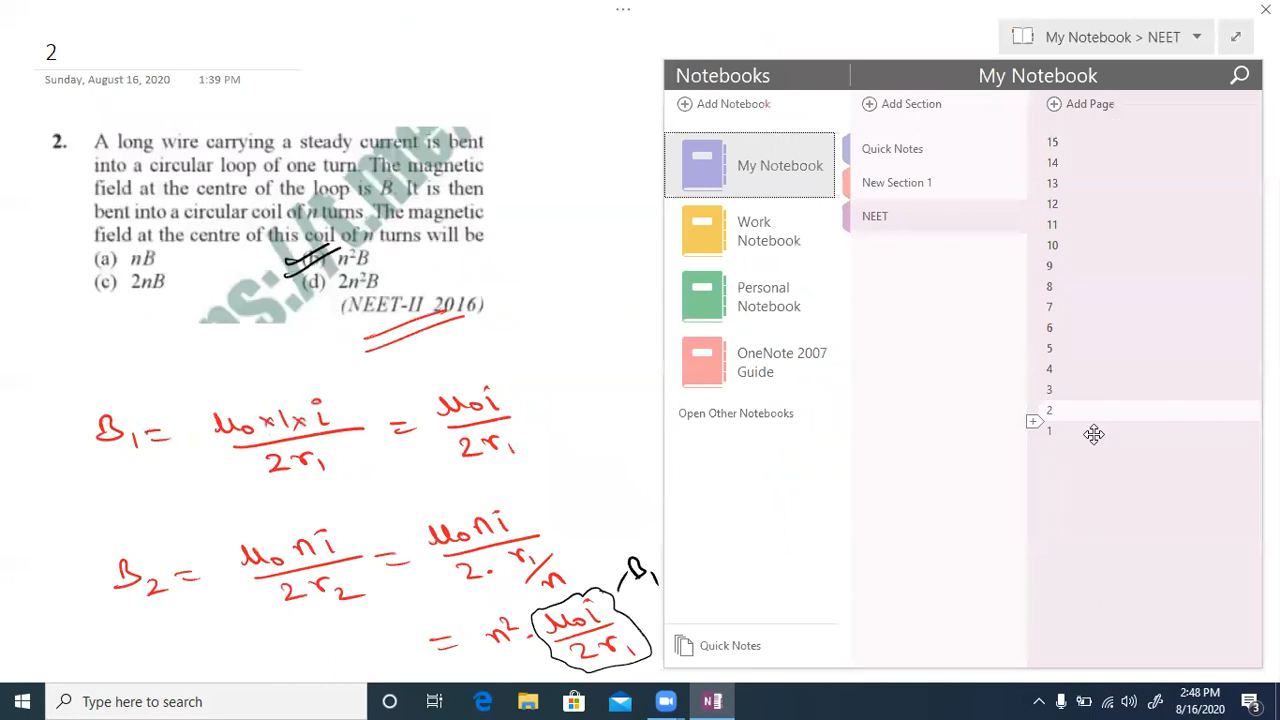 2
Sunday, August 16, 2020 1:39 PM
2. A long wire carrying a steady current is bent
into a circular loop of one turn. The magnetic
field at the centre of the loop is B. It is then
bent into a circular coil of n turns. The magnetic
field at the centre of this coil of n turns will be
(a) nB (b) n²B
(c) 2nB (d) 2n²B
(NEET-II 2016)
B₁ = μ₀×1×i / 2r₁ = μ₀i / 2r₁
B₂ = μ₀ni / 2r₂ = μ₀ni / 2·r₁/n
= n² · μ₀i / 2r₁
B₁
My Notebook > NEET
Notebooks
My Notebook
Add Notebook
Add Section
Add Page
My Notebook
Work
Notebook
Personal
Notebook
OneNote 2007
Guide
Open Other Notebooks
Quick Notes
Quick Notes
New Section 1
NEET
15
14
13
12
11
10
9
8
7
6
5
4
3
2
1
Type here to search
2:48 PM
8/16/2020
3